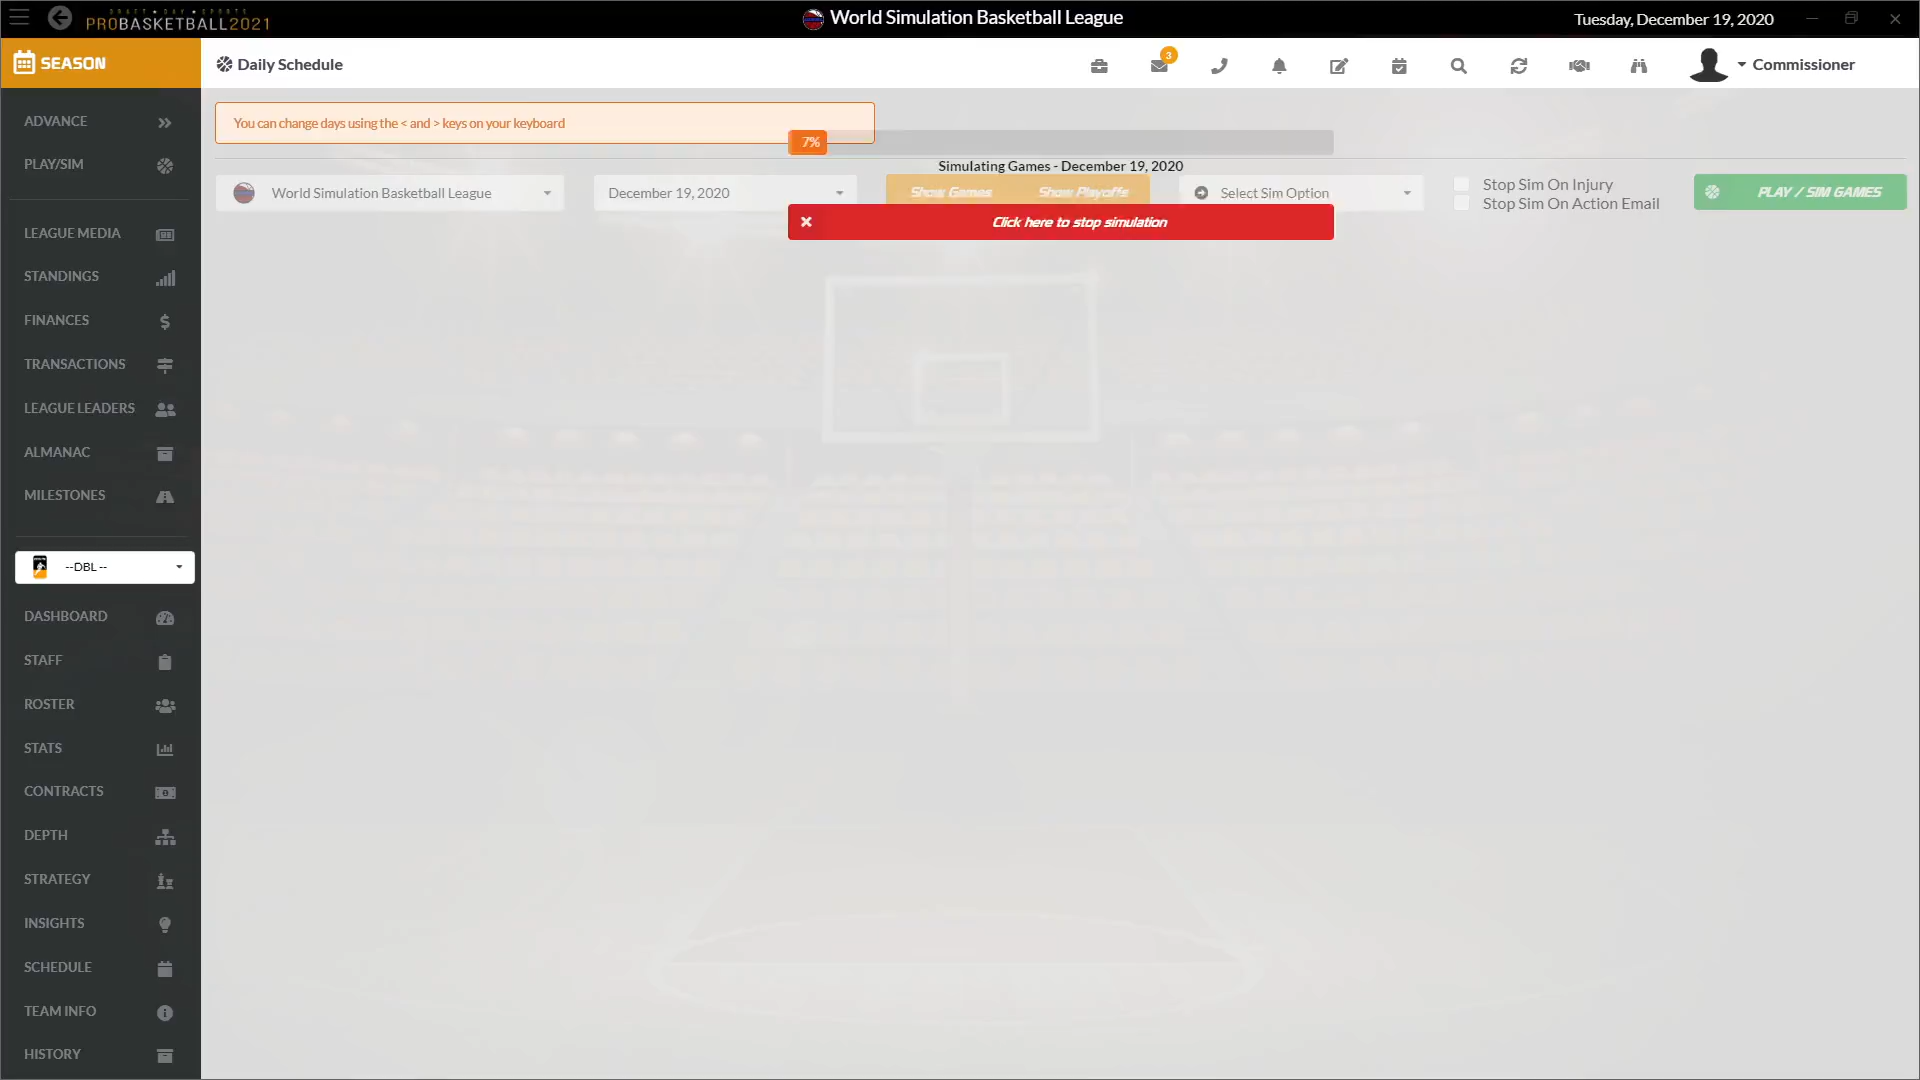 DRAFT DAY SPORTS
PROBASKETBALL2021
World Simulation Basketball League
Tuesday, December 19, 2020
SEASON
Daily Schedule
3
Commissioner
ADVANCE
PLAY/SIM
LEAGUE MEDIA
STANDINGS
FINANCES
TRANSACTIONS
LEAGUE LEADERS
ALMANAC
MILESTONES
--DBL --
DASHBOARD
STAFF
ROSTER
STATS
CONTRACTS
DEPTH
STRATEGY
INSIGHTS
SCHEDULE
TEAM INFO
HISTORY
You can change days using the < and > keys on your keyboard
7%
Simulating Games - December 19, 2020
World Simulation Basketball League
December 19, 2020
Show Games
Show Playoffs
Select Sim Option
Stop Sim On Injury
Stop Sim On Action Email
PLAY / SIM GAMES
Click here to stop simulation